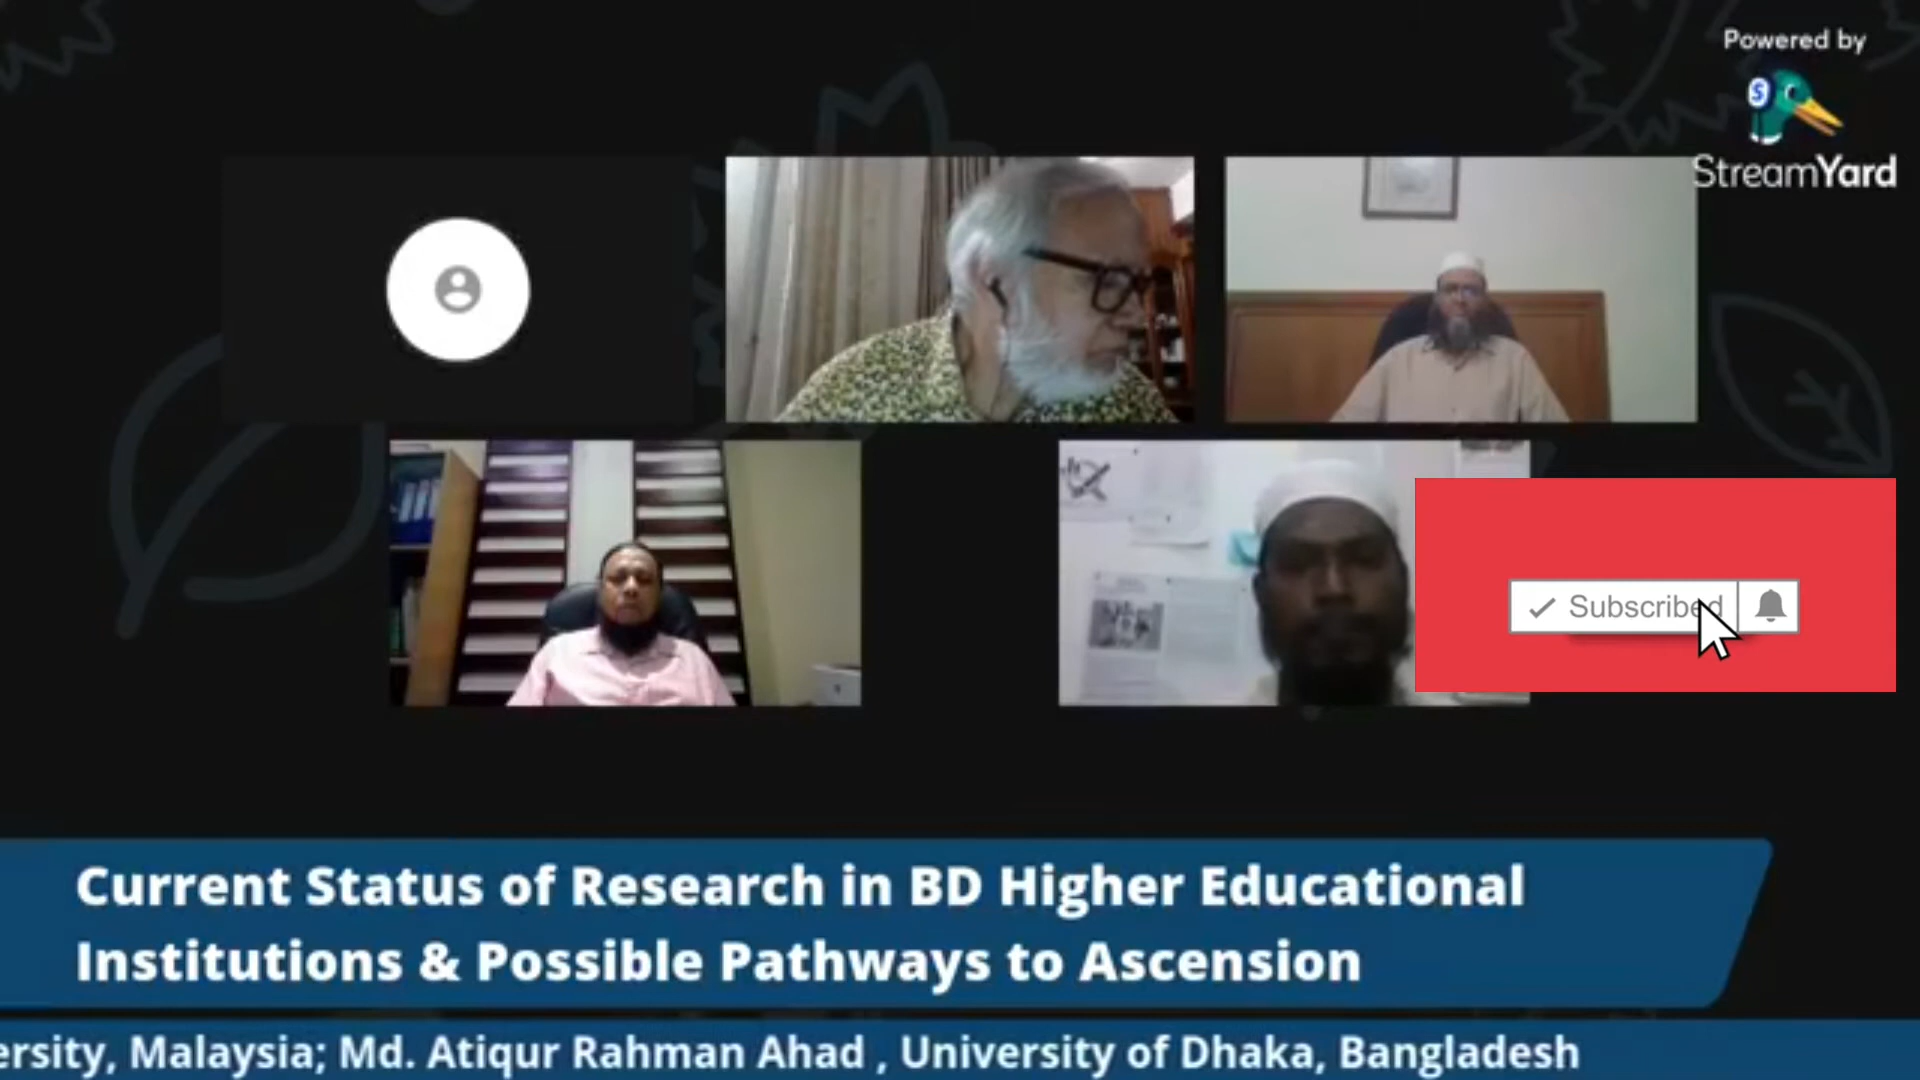 Powered by
StreamYard
Subscribed
Current Status of Research in BD Higher Educational
Institutions & Possible Pathways to Ascension
ersity, Malaysia; Md. Atiqur Rahman Ahad , University of Dhaka, Bangladesh